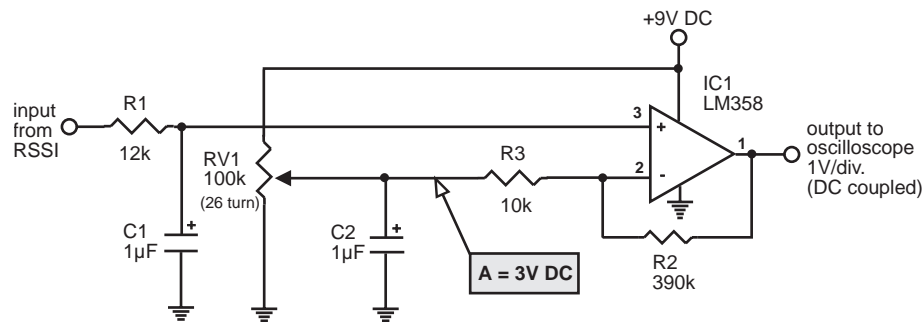 +9V DC
IC1
LM358
input
from
RSSI
R1
12k
3
+
1
output to
oscilloscope
1V/div.
(DC coupled)
RV1
100k
(26 turn)
R3
10k
2
-
C1
+
1µF
C2
+
1µF
A = 3V DC
R2
390k